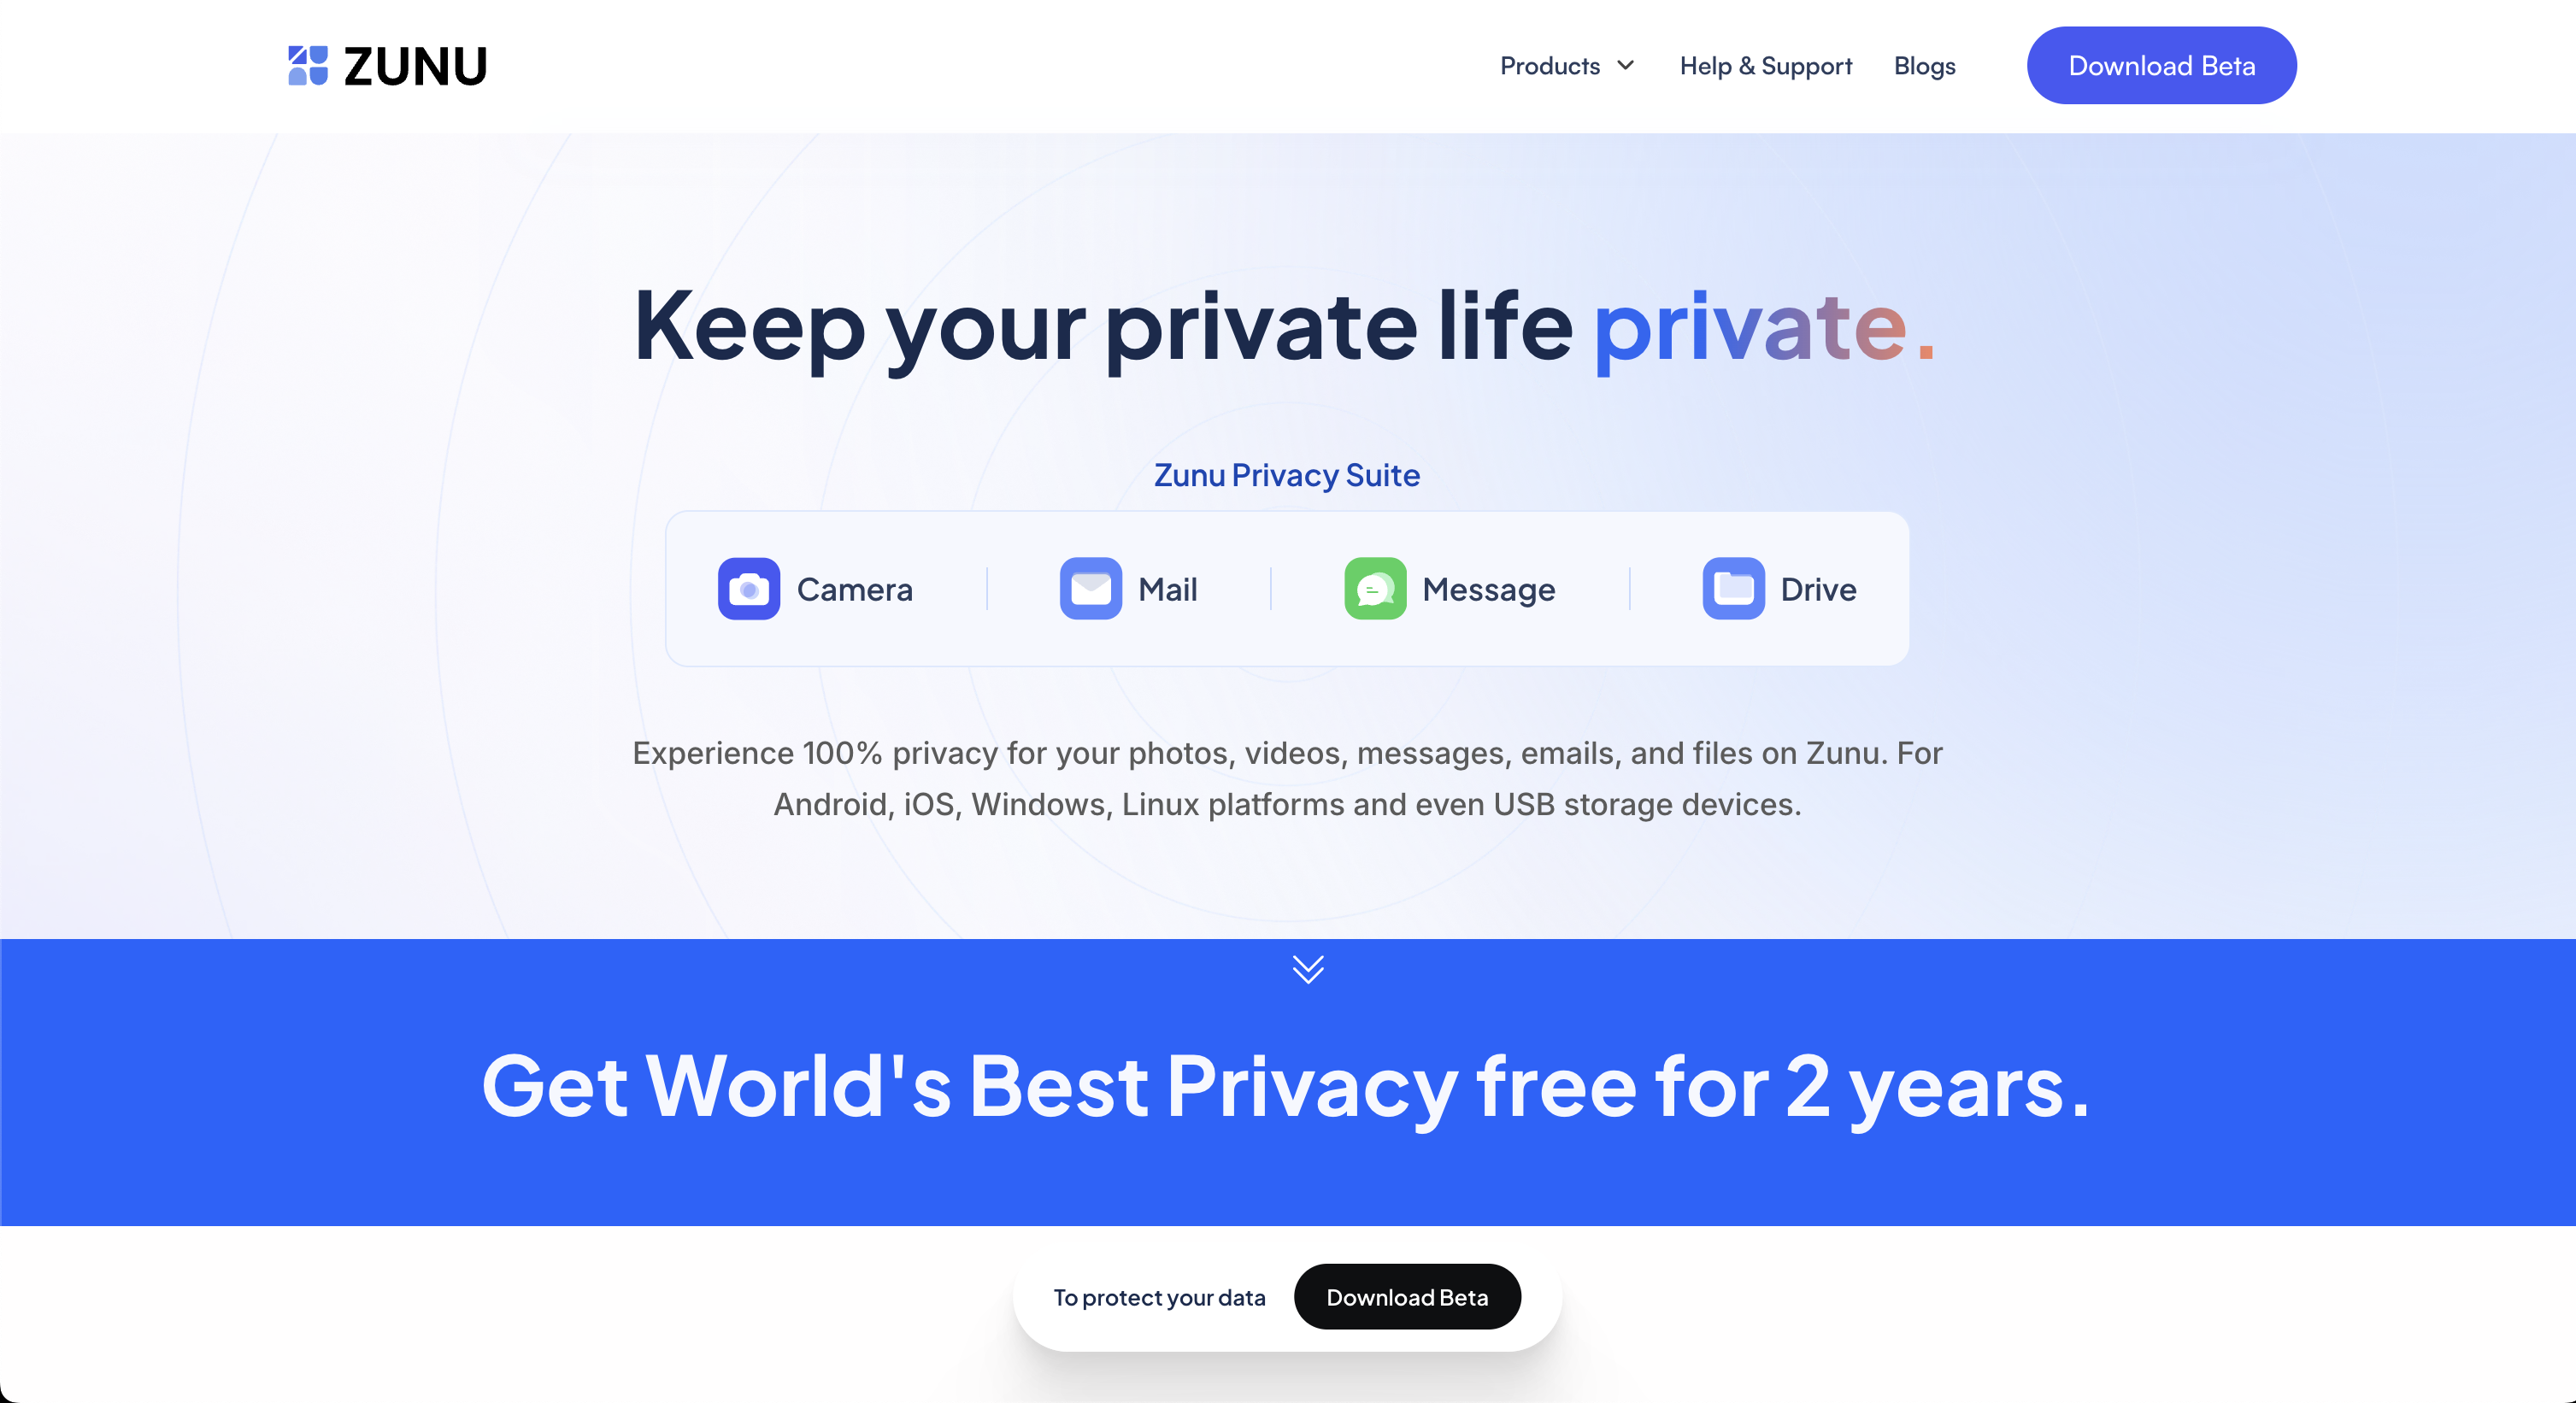 ZUNU
Products
Help & Support
Blogs
Download Beta
Keep your private life private.
Zunu Privacy Suite
Camera
Mail
Message
Drive
Experience 100% privacy for your photos, videos, messages, emails, and files on Zunu. For
Android, iOS, Windows, Linux platforms and even USB storage devices.
Get World's Best Privacy free for 2 years.
To protect your data
Download Beta